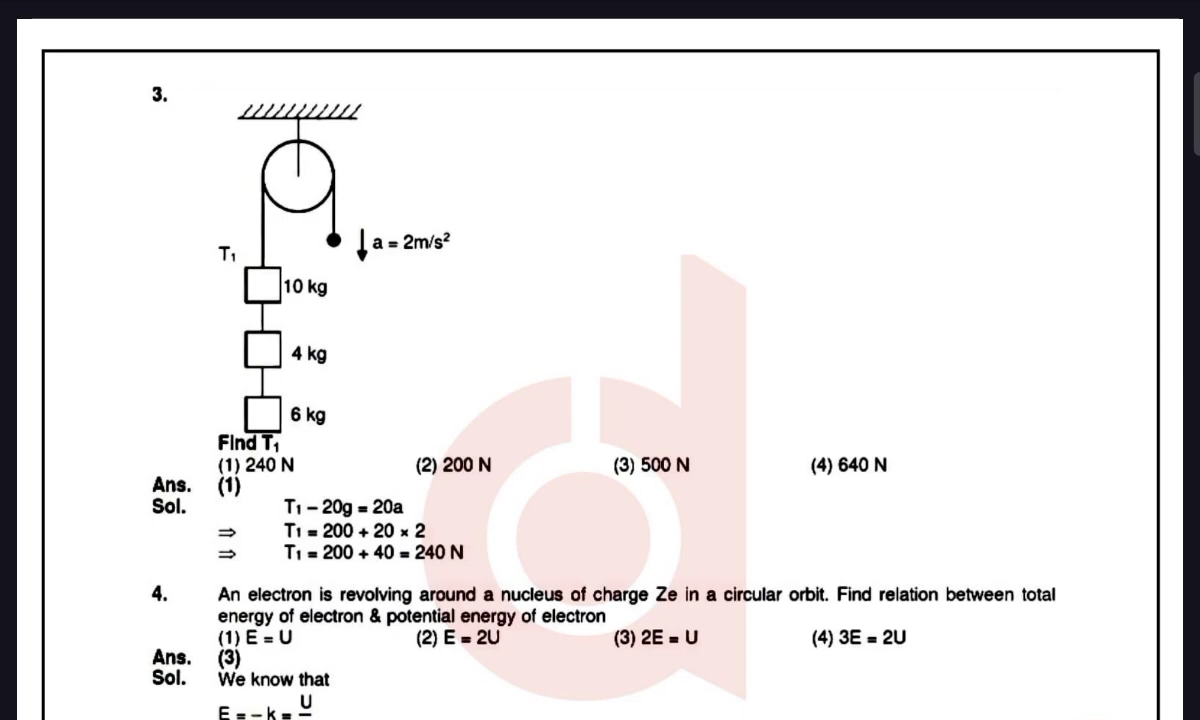 3.
a = 2m/s²
T₁
10 kg
4 kg
6 kg
Find T₁
(1) 240 N (2) 200 N (3) 500 N (4) 640 N
Ans. (1)
Sol. T₁ – 20g = 20a
⇒ T₁ = 200 + 20 × 2
⇒ T₁ = 200 + 40 = 240 N
4. An electron is revolving around a nucleus of charge Ze in a circular orbit. Find relation between total
energy of electron & potential energy of electron
(1) E = U (2) E = 2U (3) 2E = U (4) 3E = 2U
Ans. (3)
Sol. We know that
E = – k = U